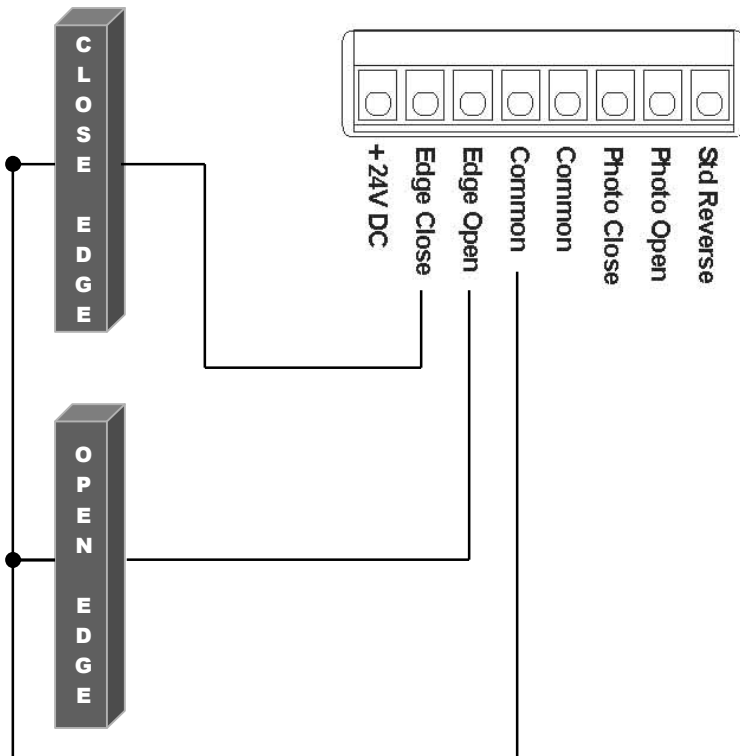 CLOSE EDGE
+ 24V DC
Edge Close
Edge Open
Common
Common
Photo Close
Photo Open
Std Reverse
OPEN EDGE